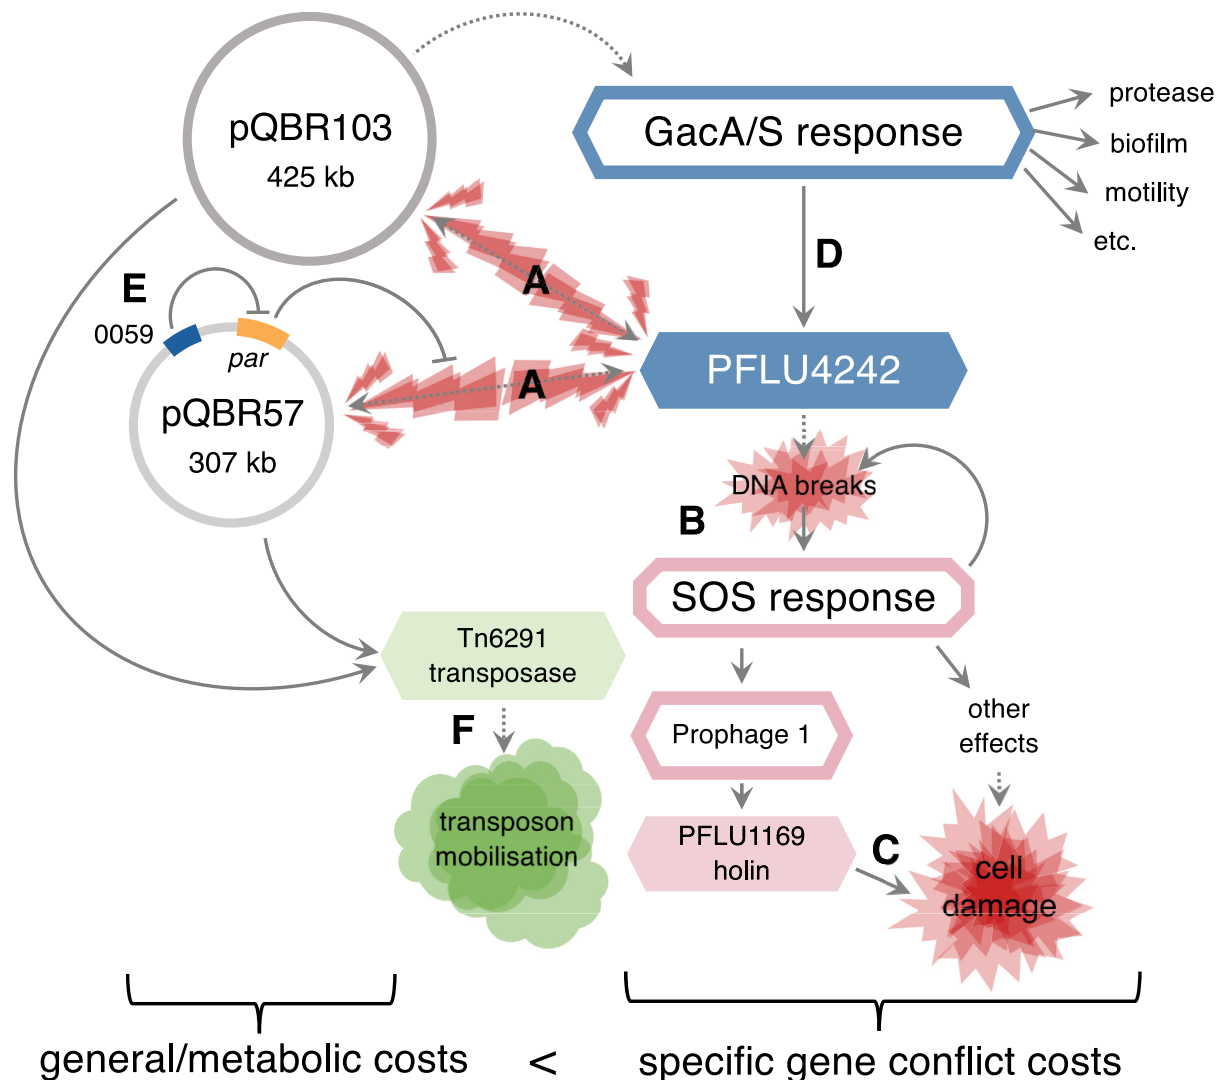 pQBR103
425 kb
GacA/S response
protease
biofilm
motility
etc.
A
D
E
0059
par
pQBR57
307 kb
A
PFLU4242
DNA breaks
B
SOS response
Tn6291
transposase
F
transposon
mobilisation
Prophage 1
other
effects
PFLU1169
holin
C
cell
damage
general/metabolic costs < specific gene conflict costs